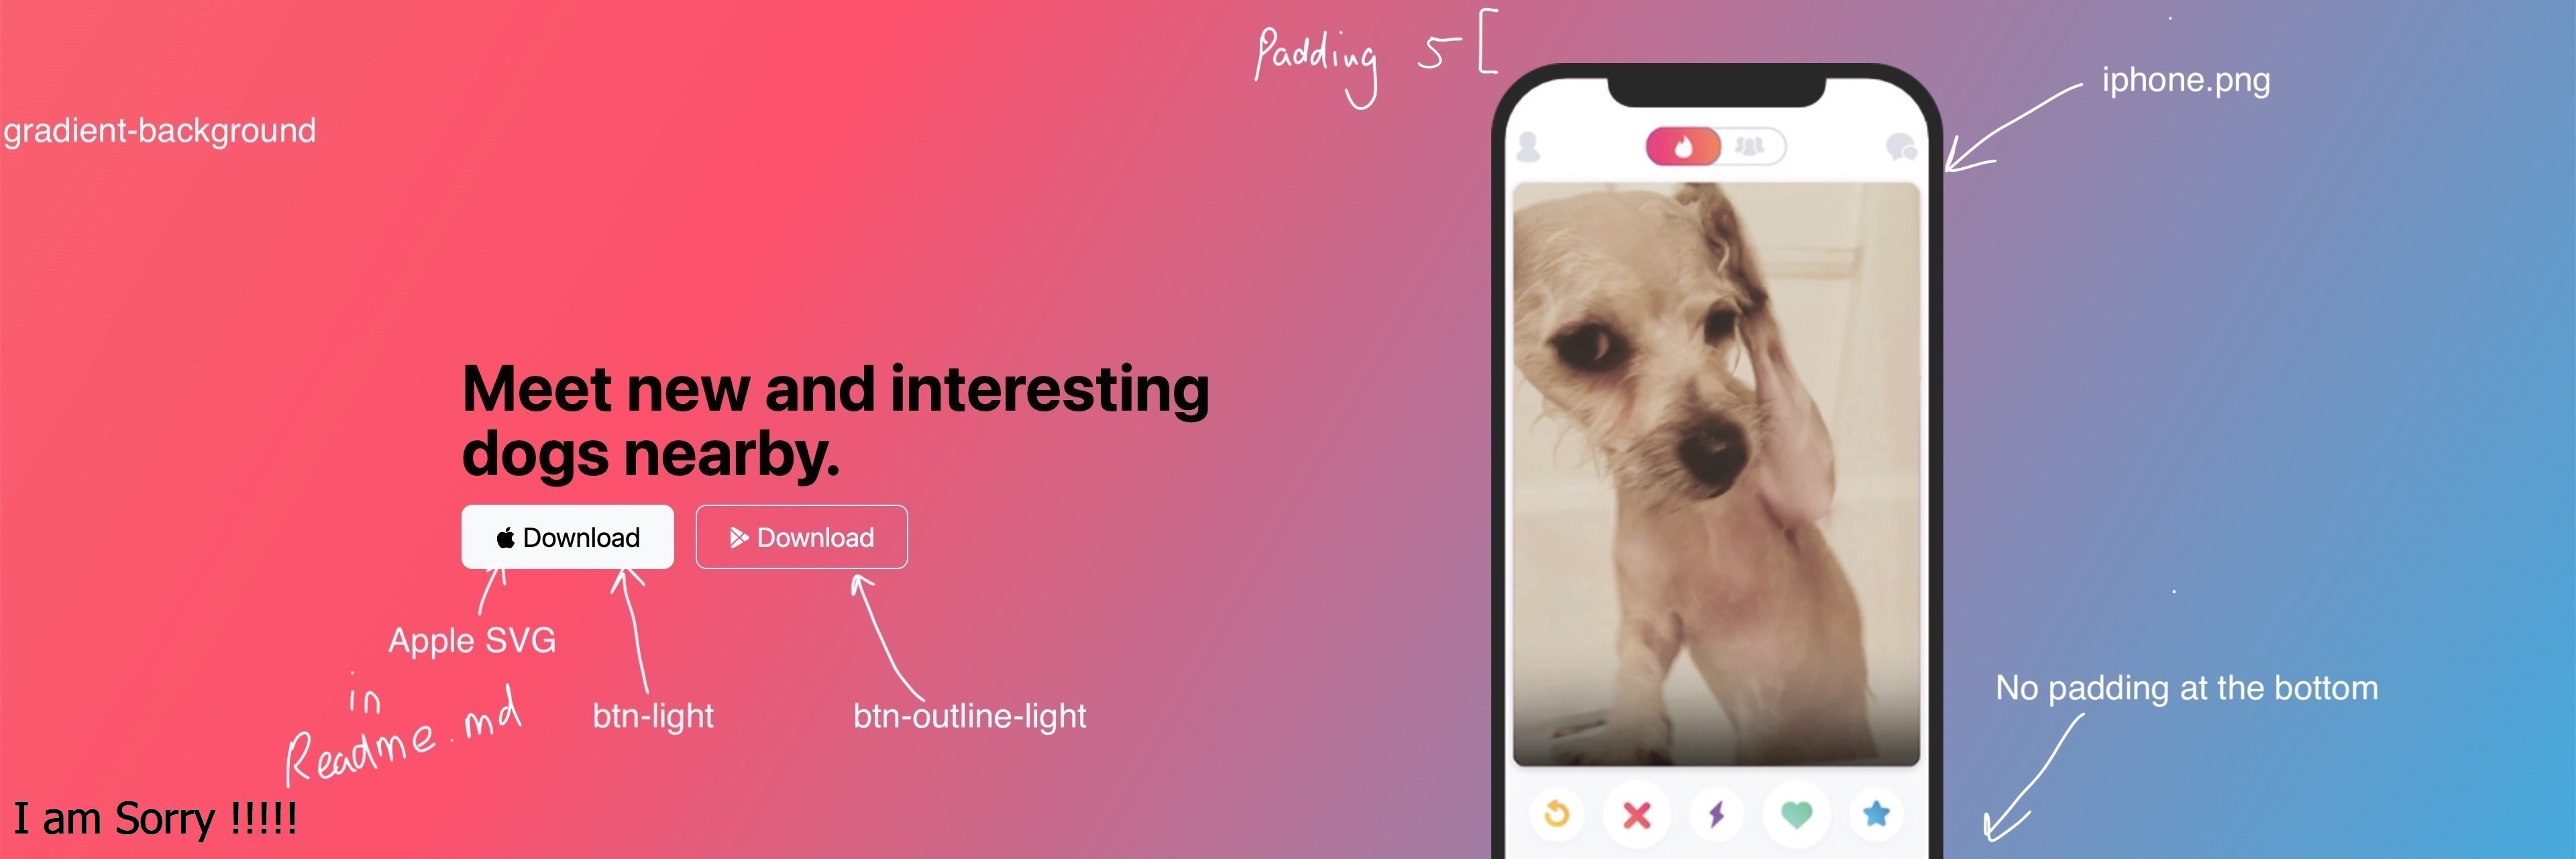 Padding 5
iphone.png
gradient-background
Meet new and interesting
dogs nearby.
Download
Download
Apple SVG
in
Readme.md
btn-light
btn-outline-light
No padding at the bottom
I am Sorry !!!!!